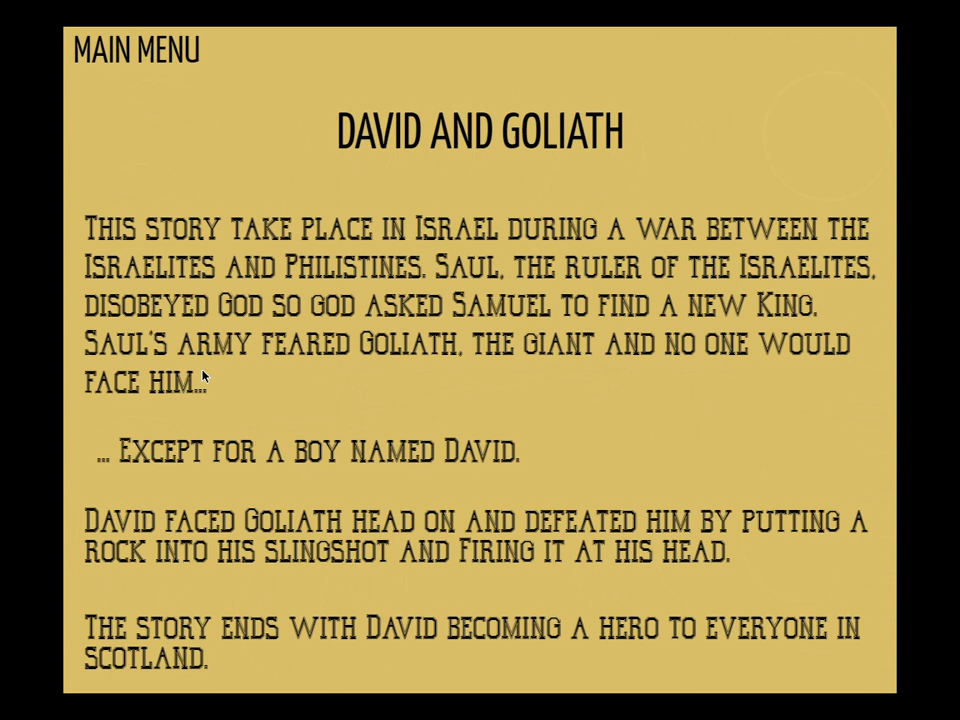 MAIN MENU
DAVID AND GOLIATH
THIS STORY TAKE PLACE IN ISRAEL DURING A WAR BETWEEN THE
ISRAELITES AND PHILISTINES. SAUL, THE RULER OF THE ISRAELITES,
DISOBEYED GOD SO GOD ASKED SAMUEL TO FIND A NEW KING.
SAUL'S ARMY FEARED GOLIATH, THE GIANT AND NO ONE WOULD
FACE HIM...
... EXCEPT FOR A BOY NAMED DAVID.
DAVID FACED GOLIATH HEAD ON AND DEFEATED HIM BY PUTTING A
ROCK INTO HIS SLINGSHOT AND FIRING IT AT HIS HEAD.
THE STORY ENDS WITH DAVID BECOMING A HERO TO EVERYONE IN
SCOTLAND.